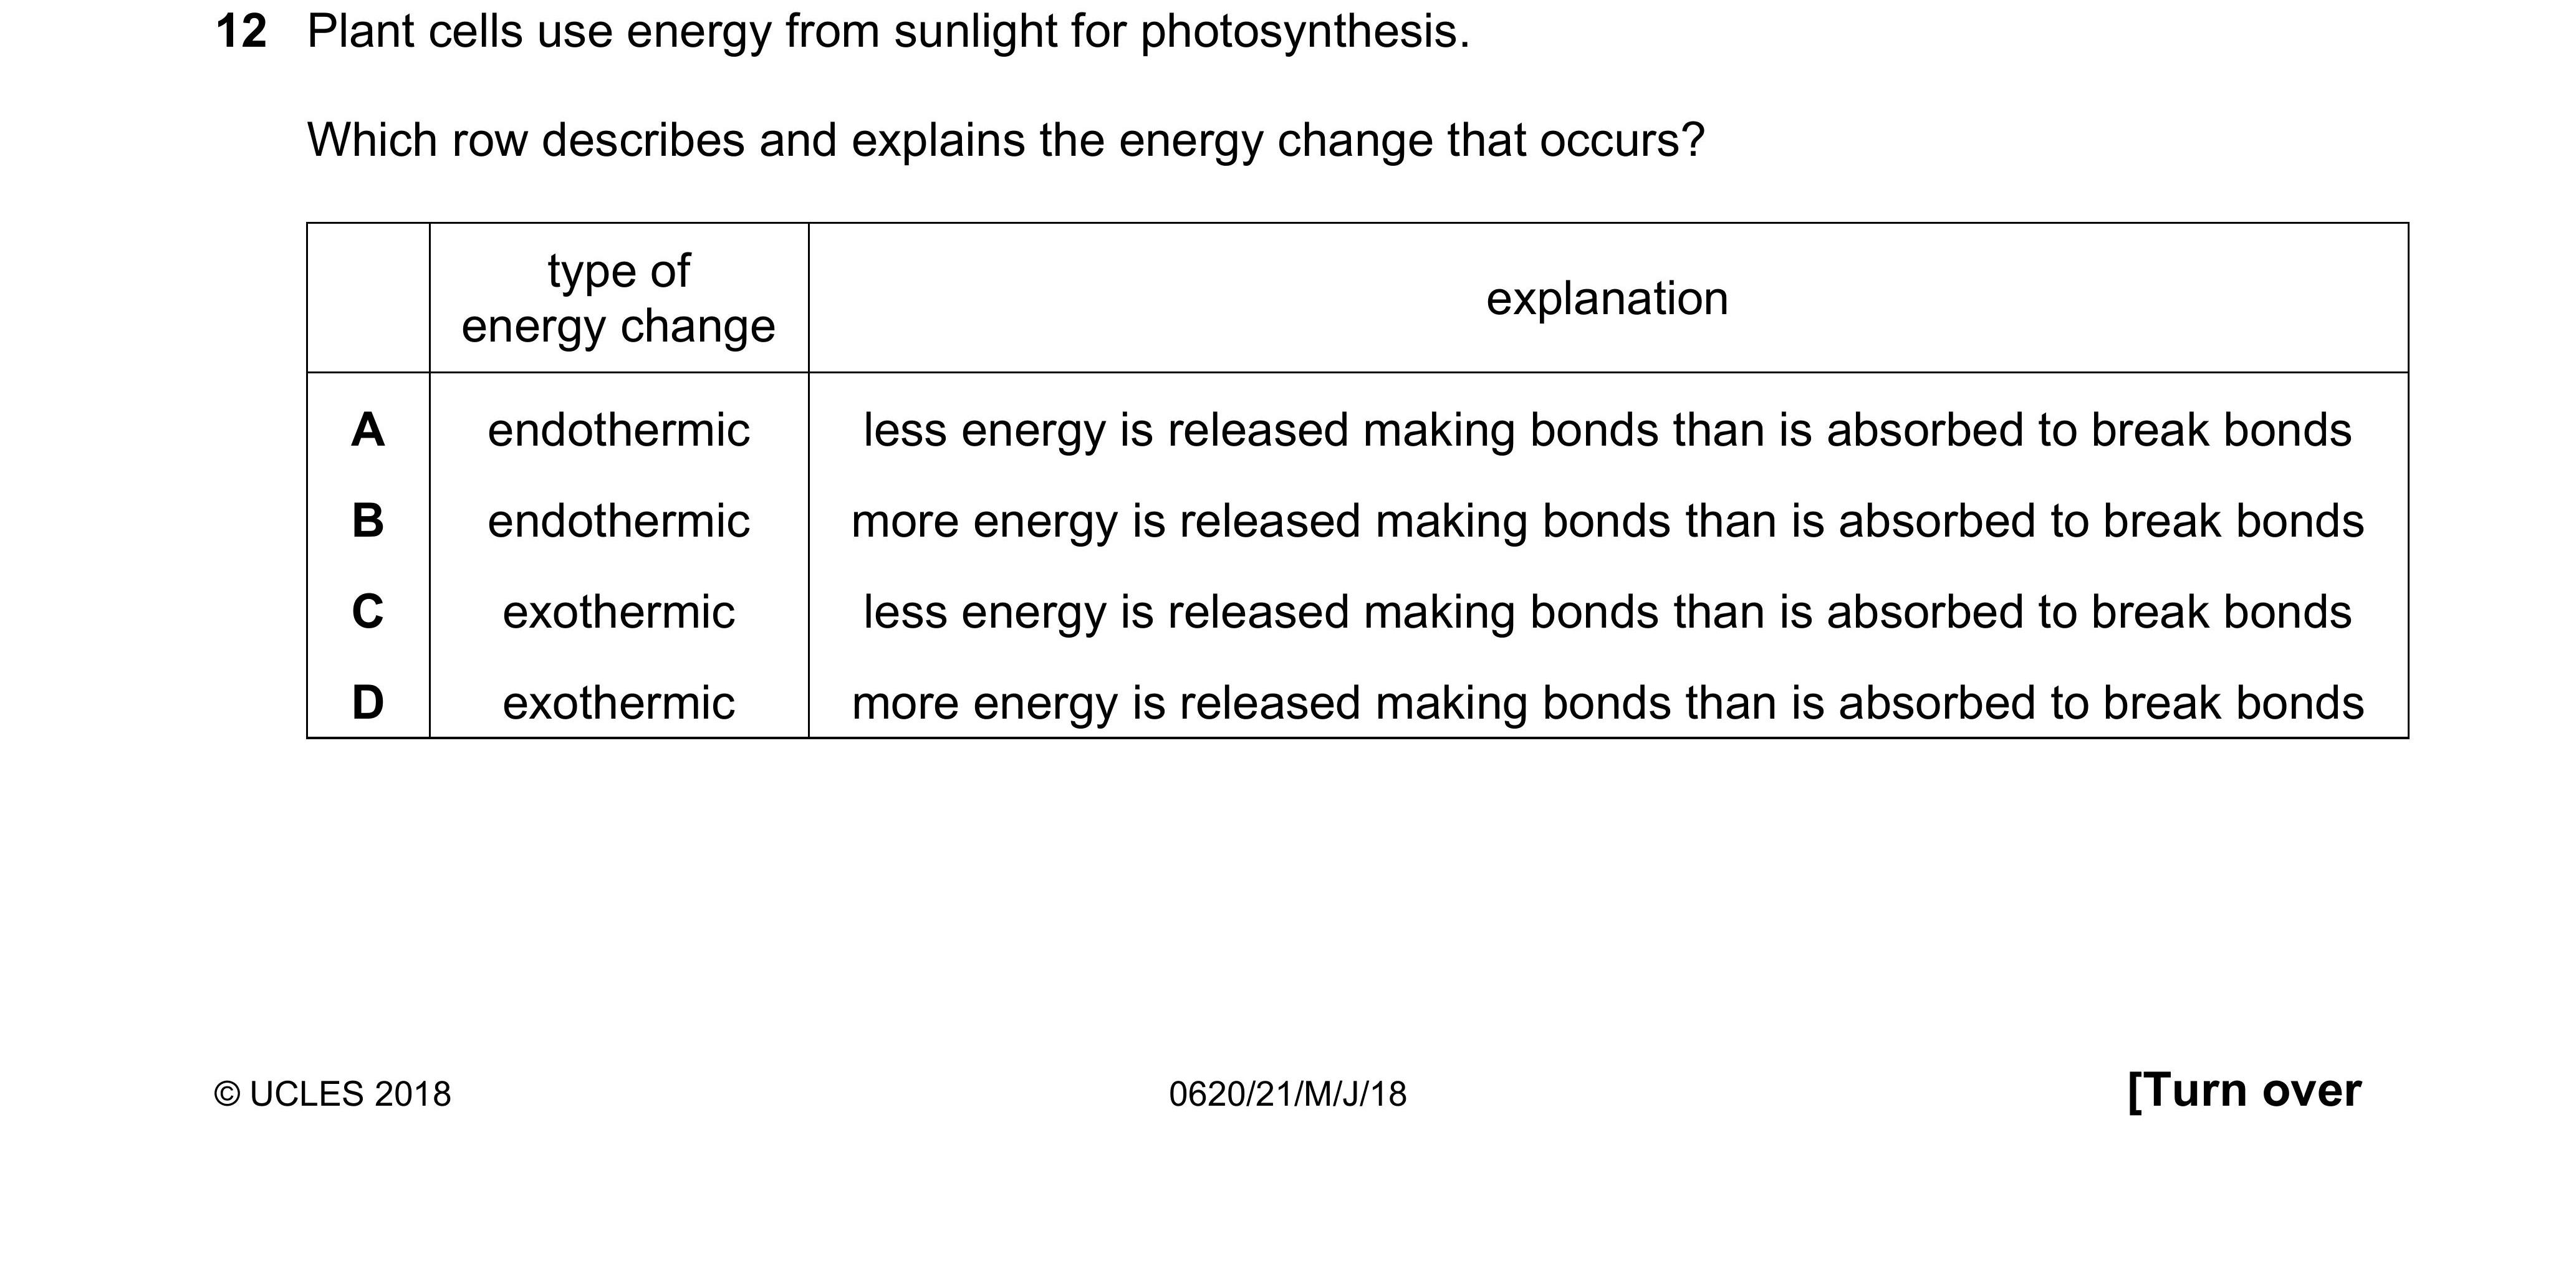 12 Plant cells use energy from sunlight for photosynthesis.
Which row describes and explains the energy change that occurs?
type of
energy change
explanation
A endothermic less energy is released making bonds than is absorbed to break bonds
B endothermic more energy is released making bonds than is absorbed to break bonds
C exothermic less energy is released making bonds than is absorbed to break bonds
D exothermic more energy is released making bonds than is absorbed to break bonds
© UCLES 2018 0620/21/M/J/18 [Turn over